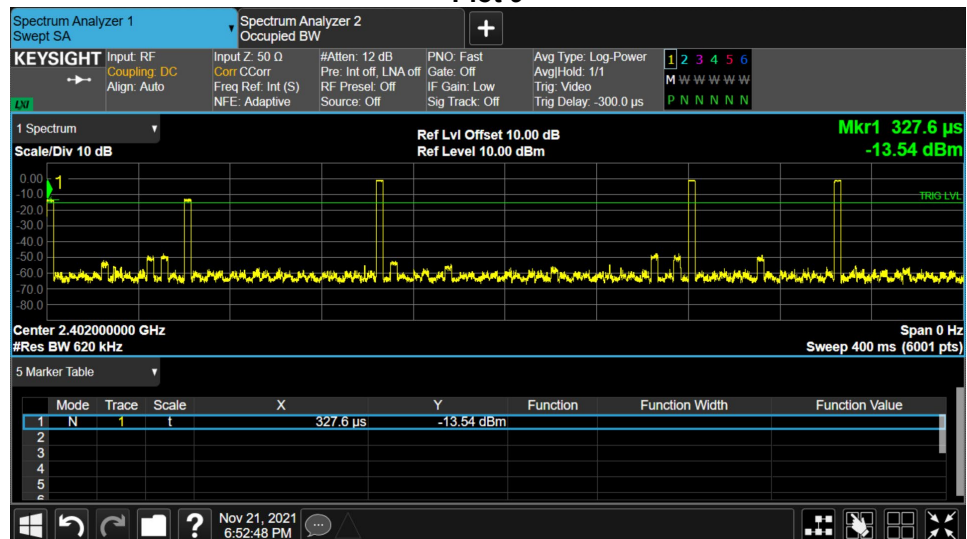 Spectrum Analyzer 1
Swept SA
Spectrum Analyzer 2
Occupied BW
+
KEYSIGHT
LXI
Input: RF
Coupling: DC
Align: Auto
Input Z: 50 Ω
Corr CCorr
Freq Ref: Int (S)
NFE: Adaptive
#Atten: 12 dB
Pre: Int off, LNA off
RF Presel: Off
Source: Off
PNO: Fast
Gate: Off
IF Gain: Low
Sig Track: Off
Avg Type: Log-Power
Avg|Hold: 1/1
Trig: Video
Trig Delay: -300.0 µs
1 2 3 4 5 6
M W W W W W
P N N N N N
1 Spectrum
Scale/Div 10 dB
Ref Lvl Offset 10.00 dB
Ref Level 10.00 dBm
Mkr1 327.6 µs
-13.54 dBm
0.00
1
-10.0
TRIG LVL
-20.0
-30.0
-40.0
-50.0
-60.0
-70.0
-80.0
Center 2.402000000 GHz
Span 0 Hz
#Res BW 620 kHz
Sweep 400 ms (6001 pts)
5 Marker Table
Mode Trace Scale X Y Function Function Width Function Value
1 N 1 t 327.6 µs -13.54 dBm
2
3
4
5
?
Nov 21, 2021
6:52:48 PM